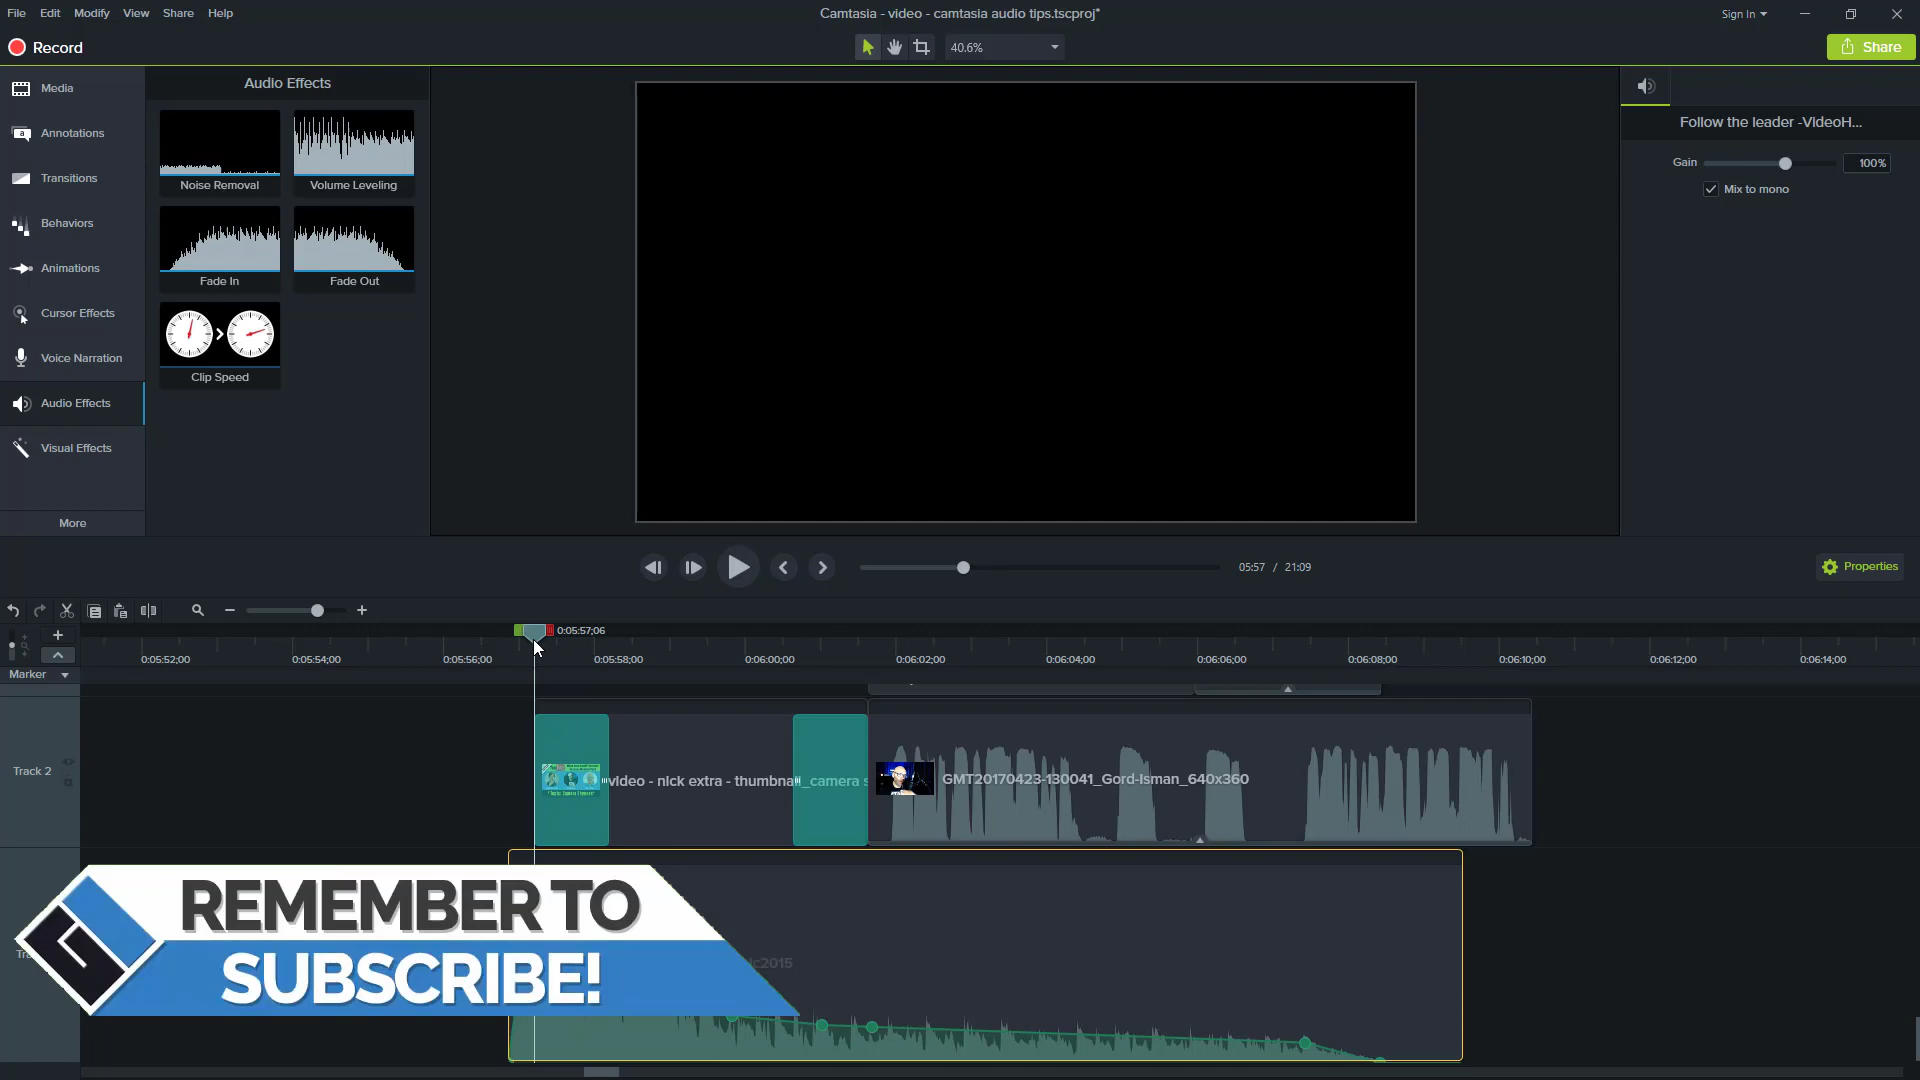 File Edit Modify View Share Help
Camtasia - video - camtasia audio tips.tscproj*
Sign In
Record
40.6%
Share
Media
Annotations
Transitions
Behaviors
Animations
Cursor Effects
Voice Narration
Audio Effects
Visual Effects
More
Audio Effects
Noise Removal
Volume Leveling
Fade In
Fade Out
Clip Speed
Follow the leader -VideoH...
Gain
100%
Mix to mono
05:57 / 21:09
Properties
0:05:57;06
0:05:52;00 0:05:54;00 0:05:56;00 0:05:58;00 0:06:00;00 0:06:02;00 0:06:04;00 0:06:06;00 0:06:08;00 0:06:10;00 0:06:12;00 0:06:14;00
Marker
Track 2
video - nick extra - thumbnail_camera s
GMT20170423-130041_Gord-Isman_640x360
REMEMBER TO
SUBSCRIBE!